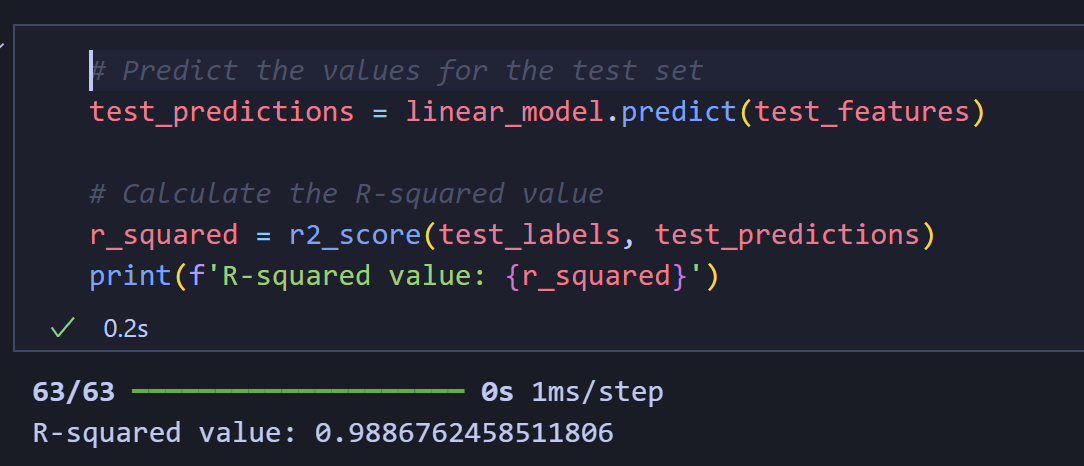 # Predict the values for the test set
test_predictions = linear_model.predict(test_features)
# Calculate the R-squared value
r_squared = r2_score(test_labels, test_predictions)
print(f'R-squared value: {r_squared}')
0.2s
63/63 0s 1ms/step
R-squared value: 0.9886762458511806